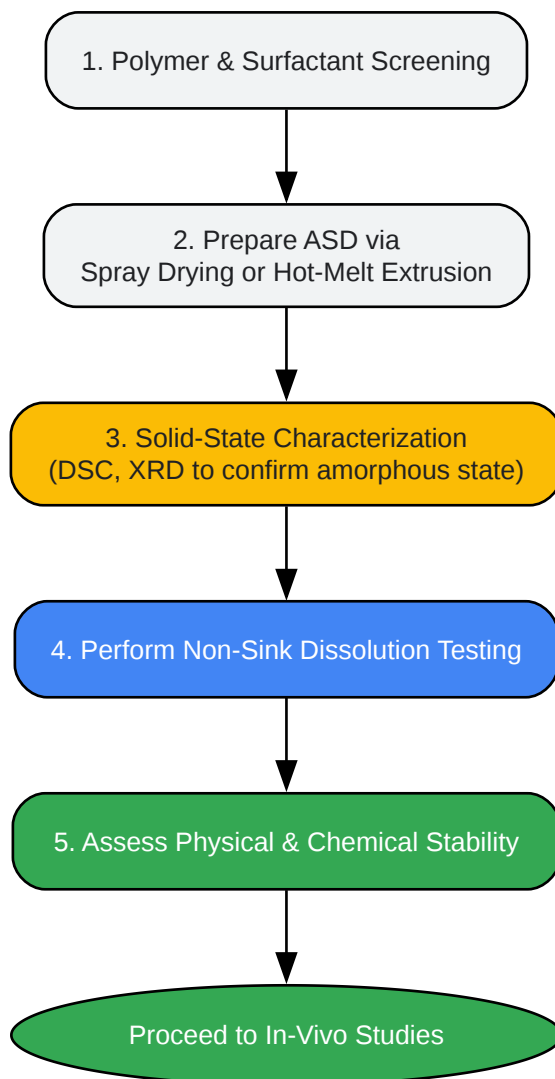 1. Polymer & Surfactant Screening
2. Prepare ASD via
Spray Drying or Hot-Melt Extrusion
3. Solid-State Characterization
(DSC, XRD to confirm amorphous state)
4. Perform Non-Sink Dissolution Testing
5. Assess Physical & Chemical Stability
Proceed to In-Vivo Studies